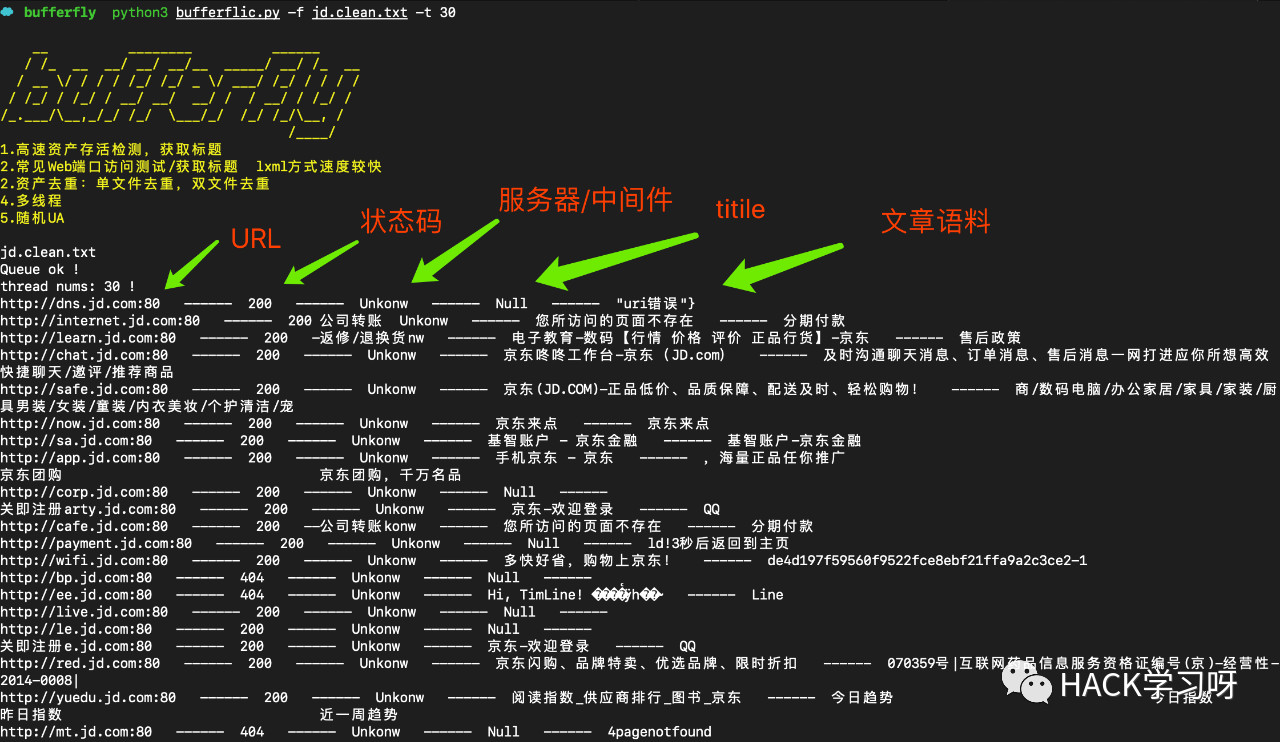 bufferfly python3 bufferflic.py -f jd.clean.txt -t 30
bufferfly
1.高速资产存活检测, 获取标题
2.常见Web端口访问测试/获取标题 lxml方式速度较快
2.资产去重: 单文件去重, 双文件去重
4.多线程
5.随机UA
URL
状态码
服务器/中间件
titile
文章语料
jd.clean.txt
Queue ok !
thread nums: 30 !
http://dns.jd.com:80 —————— 200 —————— Unkonw —————— Null —————— "uri错误"}
http://internet.jd.com:80 —————— 200 公司转账 Unkonw —————— 您所访问的页面不存在 —————— 分期付款
http://learn.jd.com:80 —————— 200 —返修/退换货nw —————— 电子教育-数码【行情 价格 评价 正品行货】-京东 —————— 售后政策
http://chat.jd.com:80 —————— 200 —————— Unkonw —————— 京东咚咚工作台-京东 (JD.com) —————— 及时沟通聊天消息、订单消息、售后消息一网打进应你所想高效
快捷聊天/邀评/推荐商品
http://safe.jd.com:80 —————— 200 —————— Unkonw —————— 京东(JD.COM)-正品低价、品质保障、配送及时、轻松购物! —————— 商/数码电脑/办公家居/家具/家装/厨
具男装/女装/童装/内衣美妆/个护清洁/宠
http://now.jd.com:80 —————— 200 —————— Unkonw —————— 京东来点 —————— 京东来点
http://sa.jd.com:80 —————— 200 —————— Unkonw —————— 基智账户 - 京东金融 —————— 基智账户-京东金融
http://app.jd.com:80 —————— 200 —————— Unkonw —————— 手机京东 - 京东 —————— , 海量正品任你推广
京东团购 京东团购, 千万名品
http://corp.jd.com:80 —————— 200 —————— Unkonw —————— Null ——————
关即注册arty.jd.com:80 —————— 200 —————— Unkonw —————— 京东-欢迎登录 —————— QQ
http://cafe.jd.com:80 —————— 200 ——公司转账konw —————— 您所访问的页面不存在 —————— 分期付款
http://payment.jd.com:80 —————— 200 —————— Unkonw —————— Null —————— ld!3秒后返回到主页
http://wifi.jd.com:80 —————— 200 —————— Unkonw —————— 多快好省, 购物上京东! —————— de4d197f59560f9522fce8ebf21ffa9a2c3ce2-1
http://bp.jd.com:80 —————— 404 —————— Unkonw —————— Null ——————
http://ee.jd.com:80 —————— 404 —————— Unkonw —————— Hi, TimLine! —————— Line
http://live.jd.com:80 —————— 200 —————— Unkonw —————— Null ——————
http://le.jd.com:80 —————— 200 —————— Unkonw —————— Null ——————
关即注册e.jd.com:80 —————— 200 —————— Unkonw —————— 京东-欢迎登录 —————— QQ
http://red.jd.com:80 —————— 200 —————— Unkonw —————— 京东闪购、品牌特卖、优选品牌、限时折扣 —————— 070359号|互联网药品信息服务资格证编号(京)-经营性-
2014-0008|
http://yuedu.jd.com:80 —————— 200 —————— Unkonw —————— 阅读指数_供应商排行_图书_京东 —————— 今日趋势 今日指数
昨日指数 近一周趋势
http://mt.jd.com:80 —————— 404 —————— Unkonw —————— Null —————— 4pagenotfound
HACK学习呀